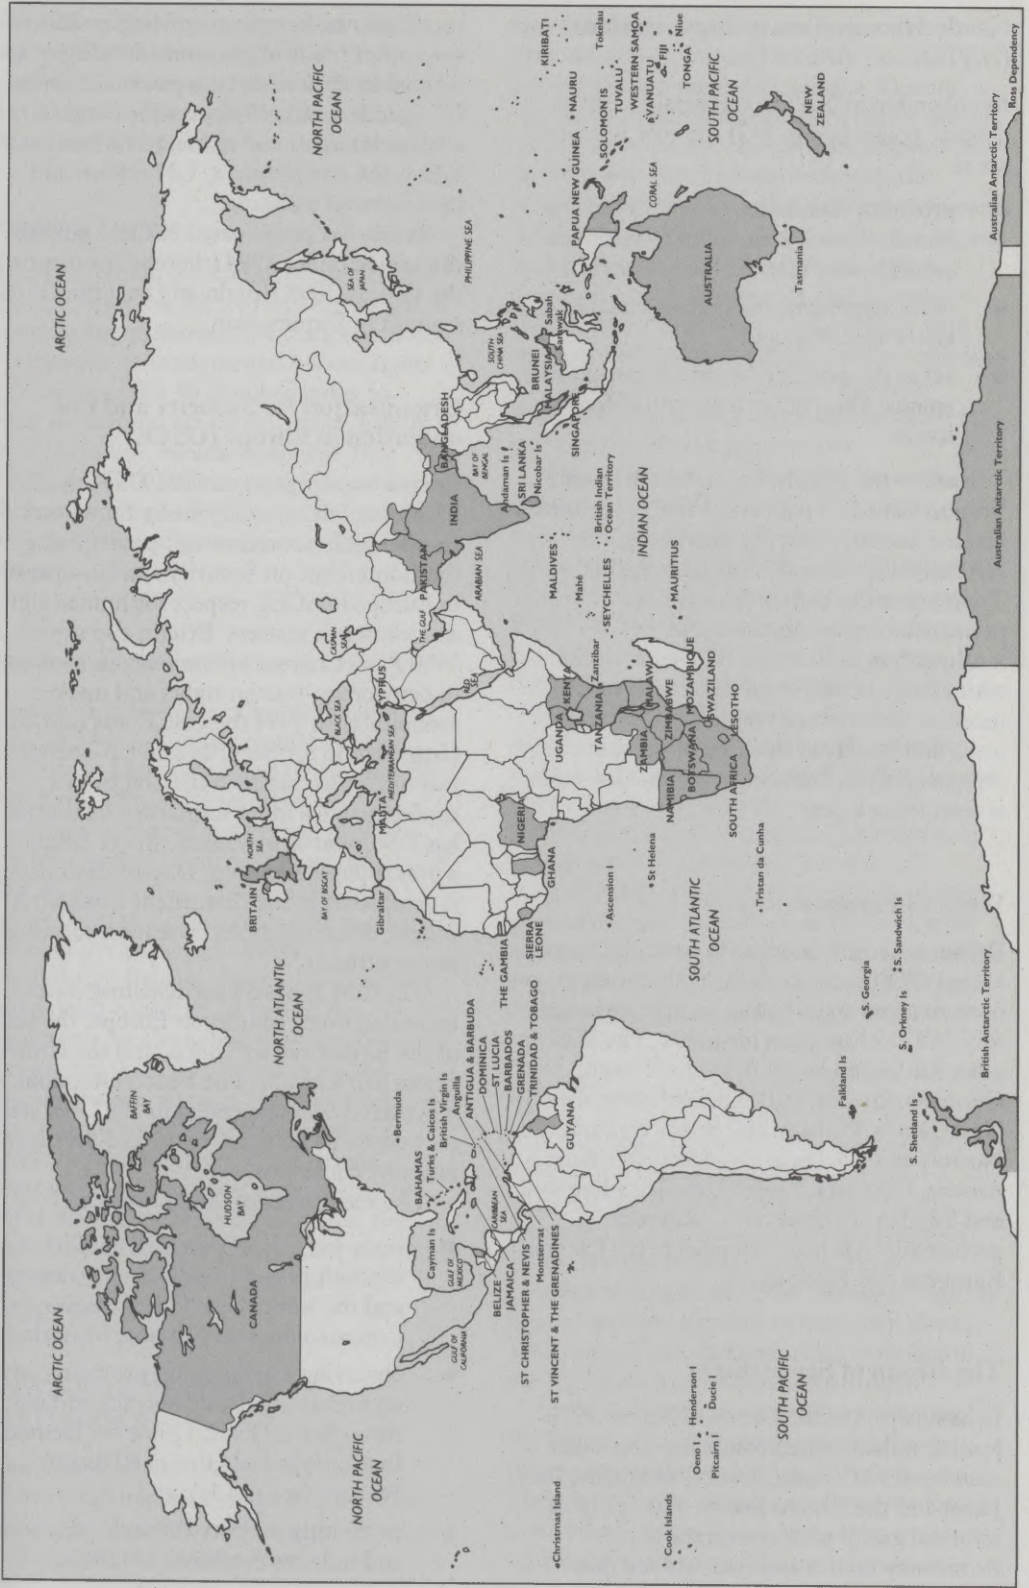 ARCTIC OCEAN
ARCTIC OCEAN
BAFFIN
BAY
HUDSON
BAY
CANADA
NORTH PACIFIC
OCEAN
NORTH ATLANTIC
OCEAN
Bermuda
GULF OF
CALIFORNIA
GULF OF
MEXICO
Cayman Is
BAHAMAS
Turks & Caicos Is
British Virgin Is
Anguilla
ANTIGUA & BARBUDA
DOMINICA
ST LUCIA
BARBADOS
GRENADA
TRINIDAD & TOBAGO
CARIBBEAN
SEA
BELIZE
JAMAICA
ST CHRISTOPHER & NEVIS
Montserrat
ST VINCENT & THE GRENADINES
GUYANA
Christmas Island
Cook Islands
Oeno I
Henderson I
Pitcairn I
Ducie I
SOUTH PACIFIC
OCEAN
Falkland Is
S. Georgia
S. Sandwich Is
S. Orkney Is
S. Shetland Is
British Antarctic Territory
NORTH
SEA
BRITAIN
BAY OF BISCAY
Gibraltar
MALTA
MEDITERRANEAN SEA
BLACK SEA
CYPRUS
CASPIAN
SEA
THE GULF
RED
SEA
THE GAMBIA
SIERRA
LEONE
GHANA
NIGERIA
UGANDA
KENYA
TANZANIA
Zanzibar
ZAMBIA
MALAWI
NAMIBIA
BOTSWANA
ZIMBABWE
MOZAMBIQUE
SWAZILAND
LESOTHO
SOUTH AFRICA
Ascension I
St Helena
Tristan da Cunha
SOUTH ATLANTIC
OCEAN
PAKISTAN
INDIA
BANGLADESH
ARABIAN SEA
BAY OF
BENGAL
Andaman Is
SRI LANKA
Nicobar Is
MALDIVES
Mahé
SEYCHELLES
British Indian
Ocean Territory
INDIAN OCEAN
MAURITIUS
SEA OF
JAPAN
NORTH PACIFIC
OCEAN
PHILIPPINE SEA
SOUTH
CHINA SEA
BRUNEI
MALAYSIA
Sabah
Sarawak
SINGAPORE
PAPUA NEW GUINEA
NAURU
KIRIBATI
SOLOMON IS
TUVALU
Tokelau
WESTERN SAMOA
VANUATU
Fiji
TONGA
Niue
CORAL SEA
SOUTH PACIFIC
OCEAN
AUSTRALIA
Tasmania
NEW
ZEALAND
Australian Antarctic Territory
Australian Antarctic Territory
Ross Dependency